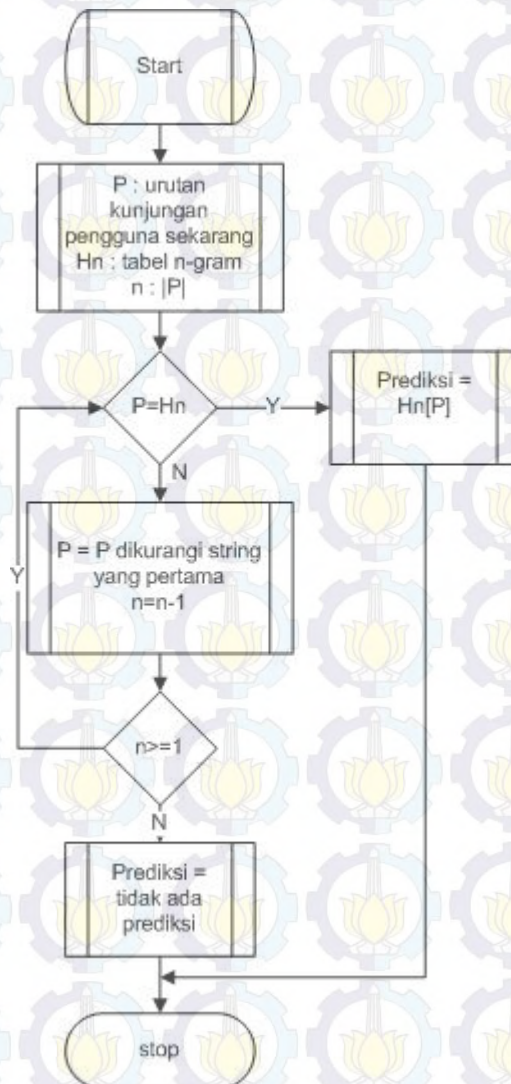 Start
P : urutan
kunjungan
pengguna sekarang
Hn : tabel n-gram
n : |P|
P=Hn
Y
Prediksi =
Hn[P]
N
P = P dikurangi string
yang pertama
n=n-1
Y
n>=1
N
Prediksi =
tidak ada
prediksi
stop